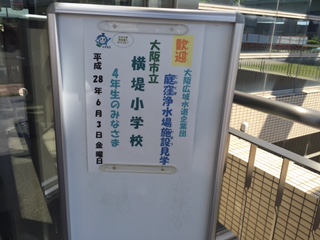 歓迎
大阪広域水道企業団
庭窪浄水場施設見学
大阪市立
横堤小学校
4年生のみなさま
平成28年6月3日金曜日